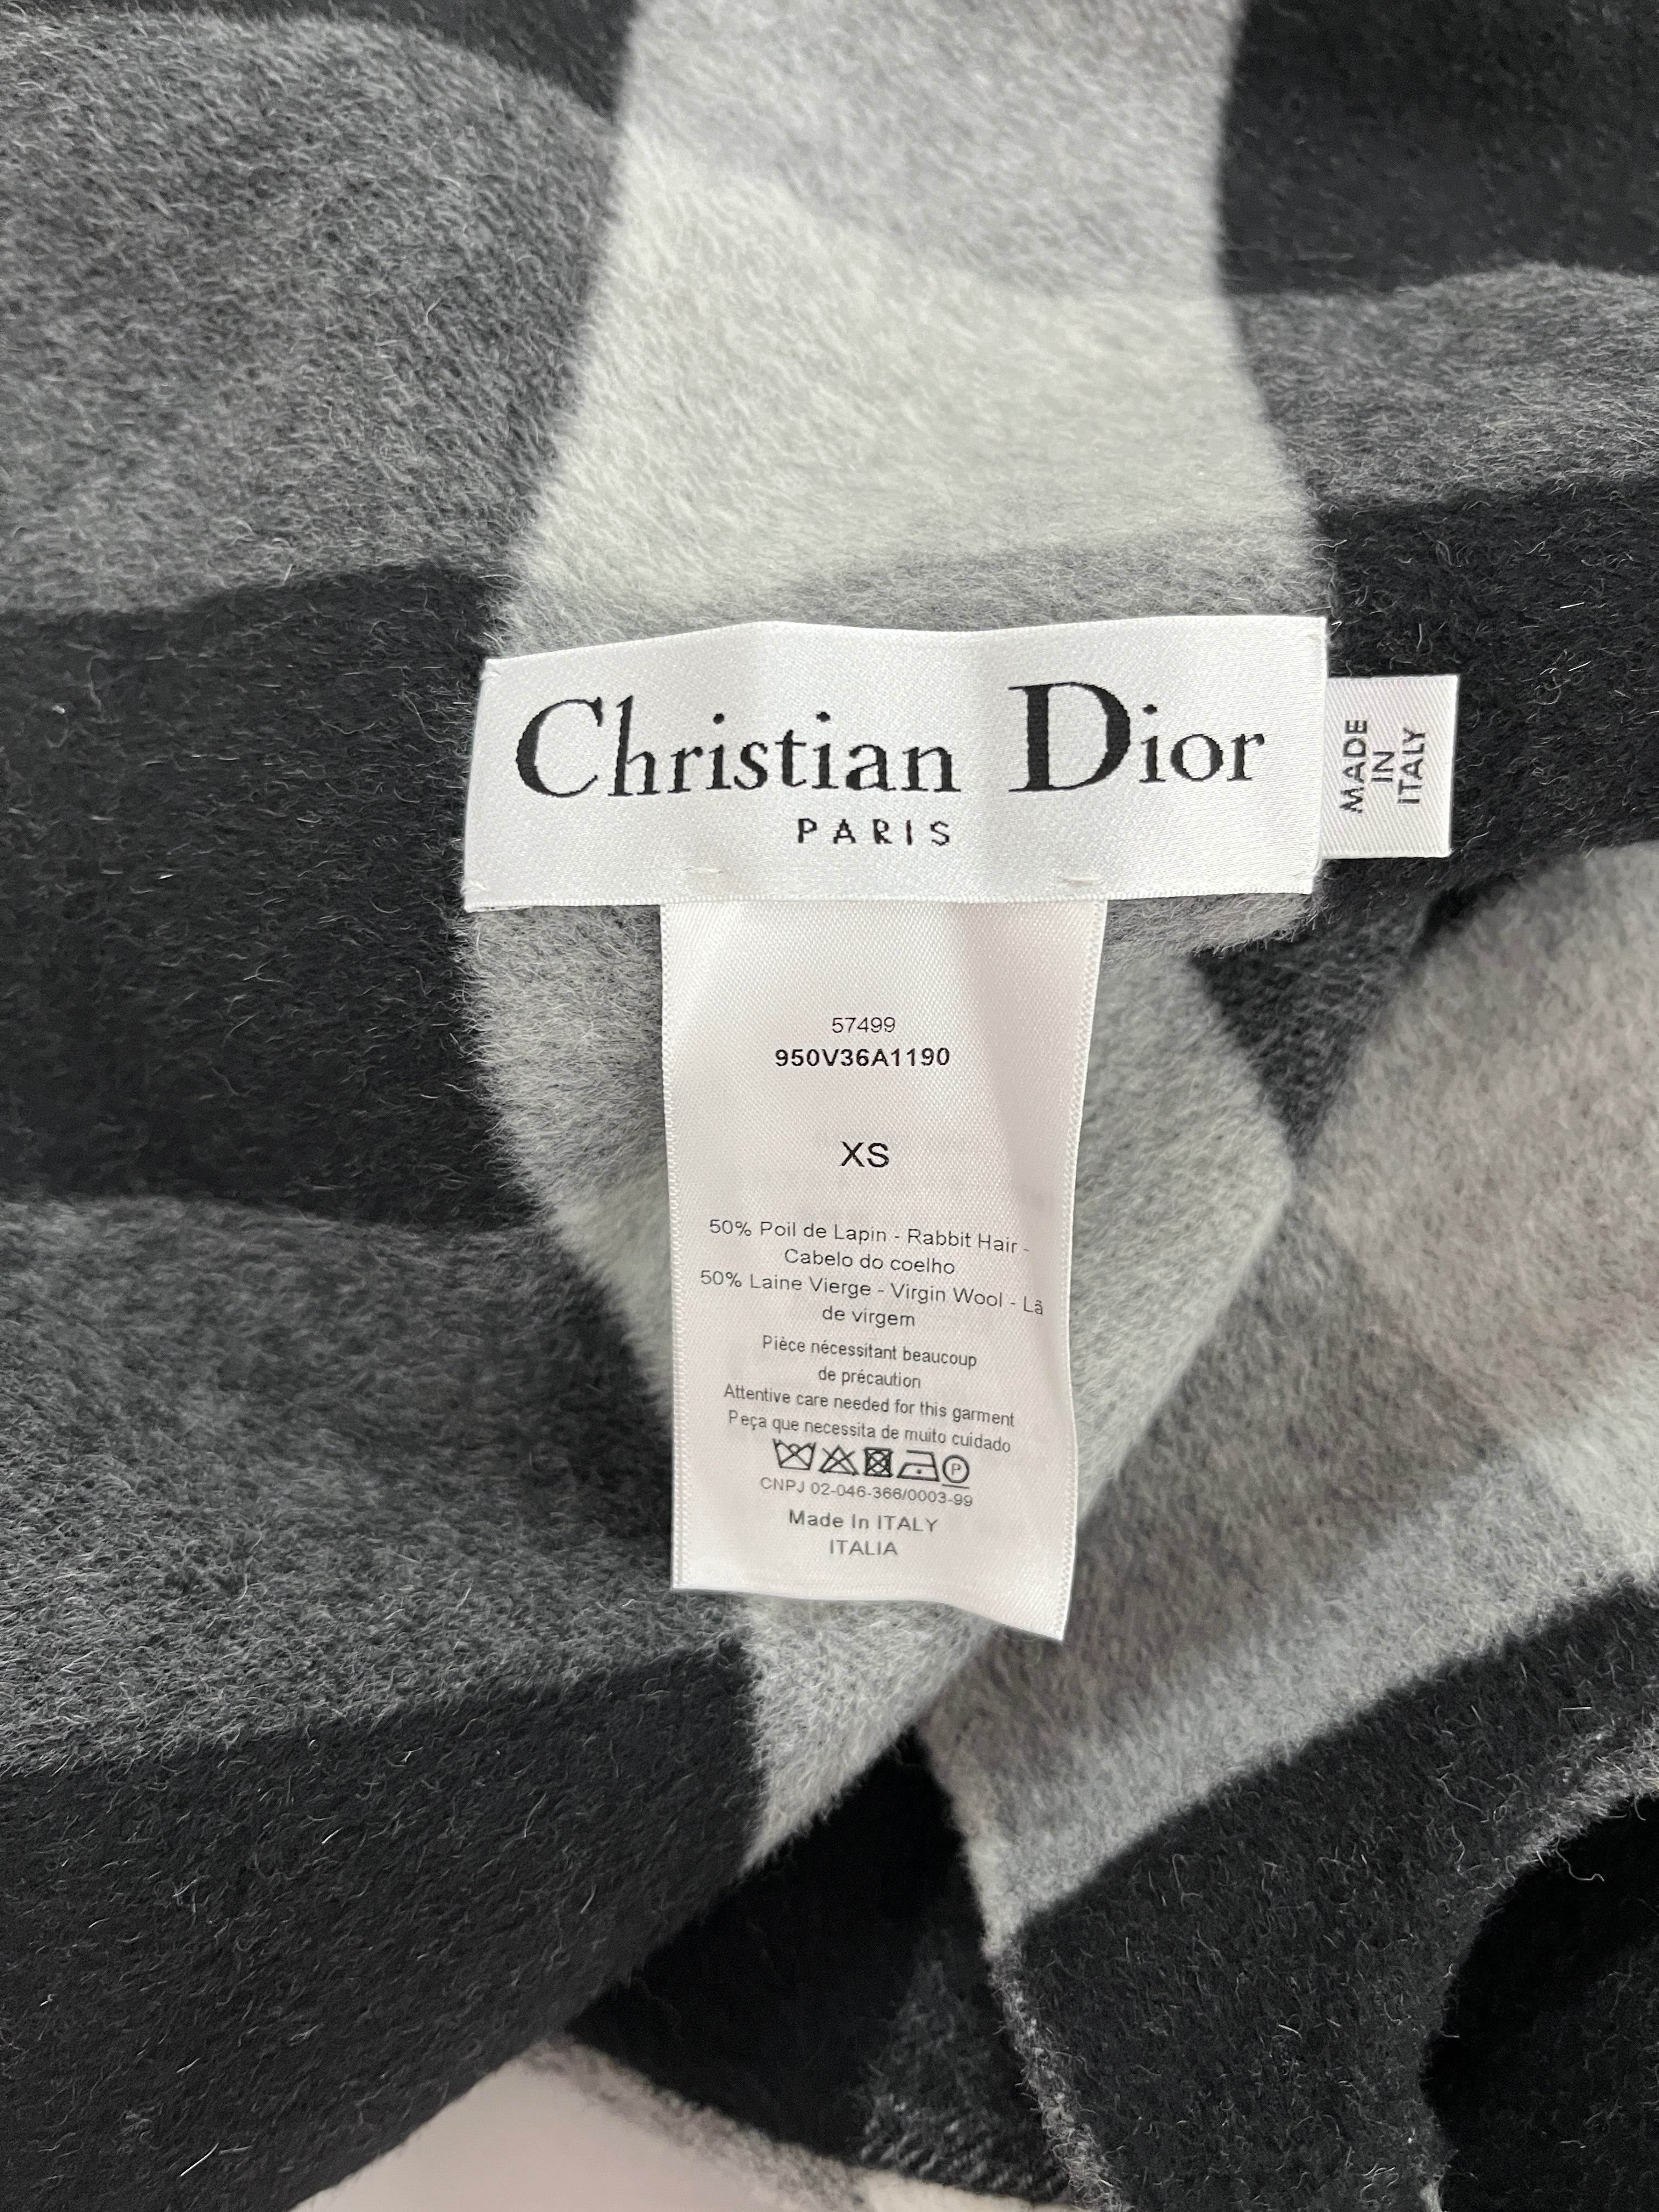 Christian Dior
PARIS
MADE
IN
ITALY
57499
950V36A1190
XS
50% Poil de Lapin - Rabbit Hair -
Cabelo do coelho
50% Laine Vierge - Virgin Wool - Lã
de virgem
Pièce nécessitant beaucoup
de précaution
Attentive care needed for this garment
Peça que necessita de muito cuidado
P
CNPJ 02-046-366/0003-99
Made In ITALY
ITALIA